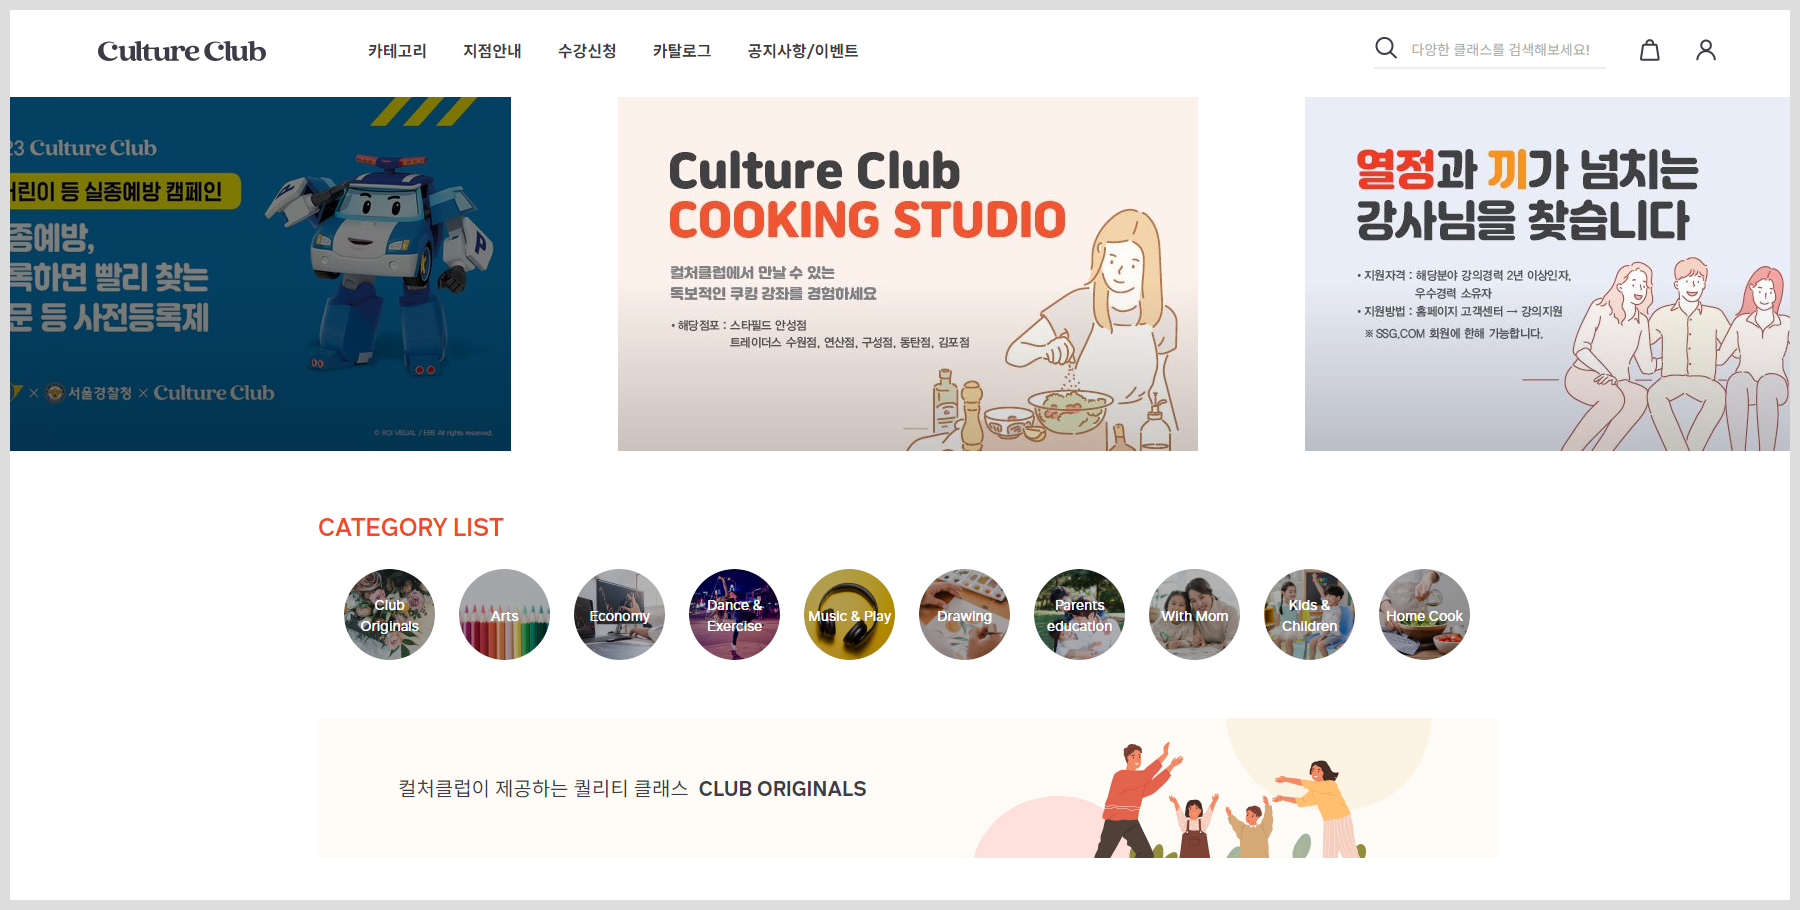 Culture Club
카테고리
지점안내
수강신청
카탈로그
공지사항/이벤트
다양한 클래스를 검색해보세요!
23 Culture Club
어린이 등 실종예방 캠페인
종예방,
록하면 빨리 찾는
문 등 사전등록제
× 서울경찰청 × Culture Club
© ROI VISUAL / EBS All rights reserved.
P
Culture Club
COOKING STUDIO
컬처클럽에서 만날 수 있는
독보적인 쿠킹 강좌를 경험하세요
• 해당점포 : 스타필드 안성점
트레이더스 수원점, 연산점, 구성점, 동탄점, 김포점
열정과 끼가 넘치는
강사님을 찾습니다
• 지원자격 : 해당분야 강의경력 2년 이상인자,
우수경력 소유자
• 지원방법 : 홈페이지 고객센터 → 강의지원
※ SSG.COM 회원에 한해 가능합니다.
CATEGORY LIST
Club
Originals
Arts
Economy
Dance &
Exercise
Music & Play
Drawing
Parents
education
With Mom
Kids &
Children
Home Cook
컬처클럽이 제공하는 퀄리티 클래스 CLUB ORIGINALS